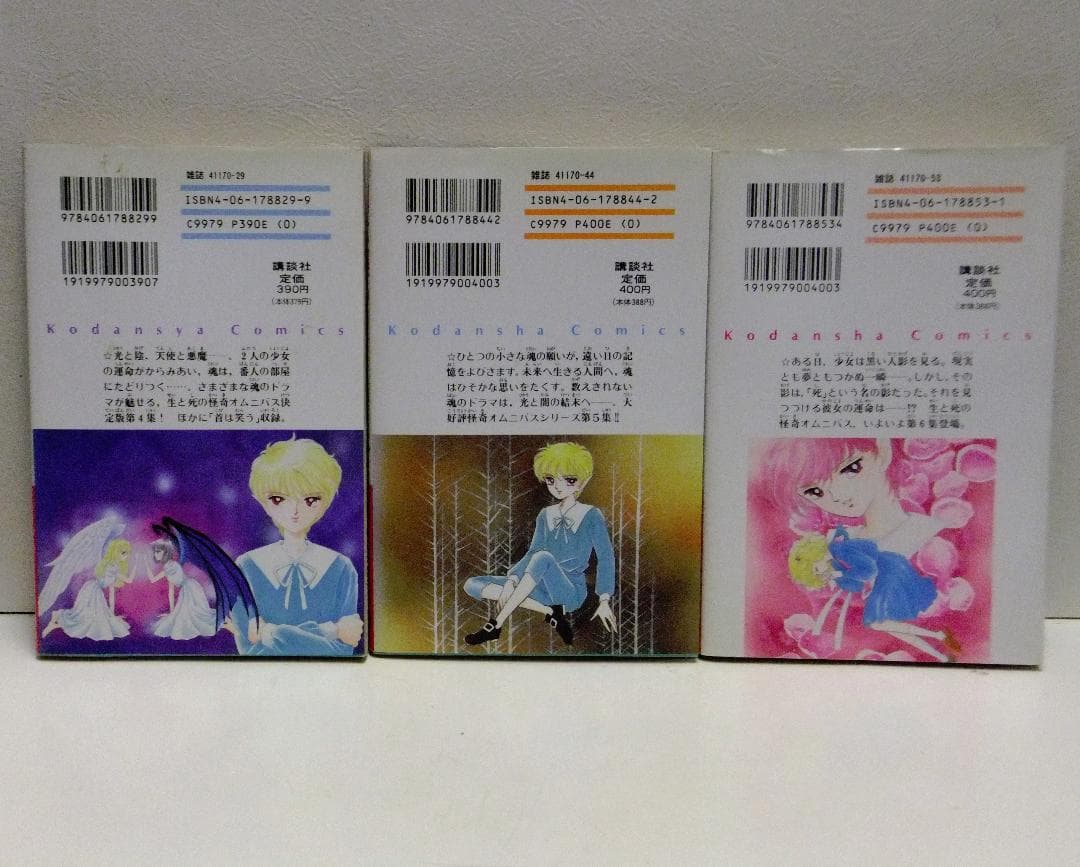 雑誌 41170-29
ISBN4-06-178829-9
9784061788299
C9979 P390E (0)
1919979003907
講談社
定価
390円
(本体379円)
Kodansya Comics
☆光と陰、天使と悪魔──、2人の少女
の運命がからみあい、魂は、番人の部屋
にたどりつく……。さまざまな魂のドラ
マが魅せる、生と死の怪奇オムニバス決
定版第4集! ほかに「首は笑う」収録。
雑誌 41170-44
ISBN4-06-178844-2
9784061788442
C9979 P400E (0)
1919979004003
講談社
定価
400円
(本体388円)
Kodansha Comics
☆ひとつの小さな魂の願いが、遠い日の記
憶をよびさます。未来へ生きる人間へ、魂
はひそかな思いをたくす。数えきれない
魂のドラマは、光と闇の結末へ──。大
好評怪奇オムニバスシリーズ第5集!!
雑誌 41170-53
ISBN4-06-178853-1
9784061788534
C9979 P400E (0)
1919979004003
講談社
定価
400円
(本体388円)
Kodansha Comics
☆ある日、少女は黒い人影を見る。現実
とも夢ともつかぬ一瞬──。しかし、その
影は、「死」という名の影だった。それを見
つづける彼女の運命は──!? 生と死の
怪奇オムニバス、いよいよ第6集登場。